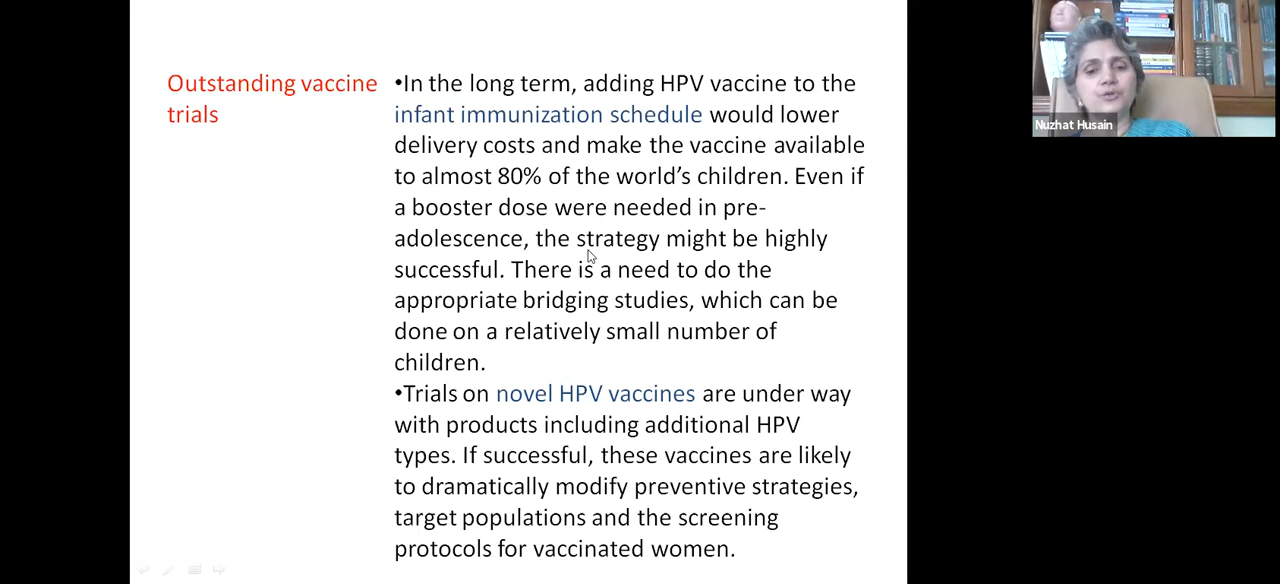 Outstanding vaccine
trials
•In the long term, adding HPV vaccine to the
infant immunization schedule would lower
delivery costs and make the vaccine available
to almost 80% of the world’s children. Even if
a booster dose were needed in pre-
adolescence, the strategy might be highly
successful. There is a need to do the
appropriate bridging studies, which can be
done on a relatively small number of
children.
•Trials on novel HPV vaccines are under way
with products including additional HPV
types. If successful, these vaccines are likely
to dramatically modify preventive strategies,
target populations and the screening
protocols for vaccinated women.
Nuzhat Husain